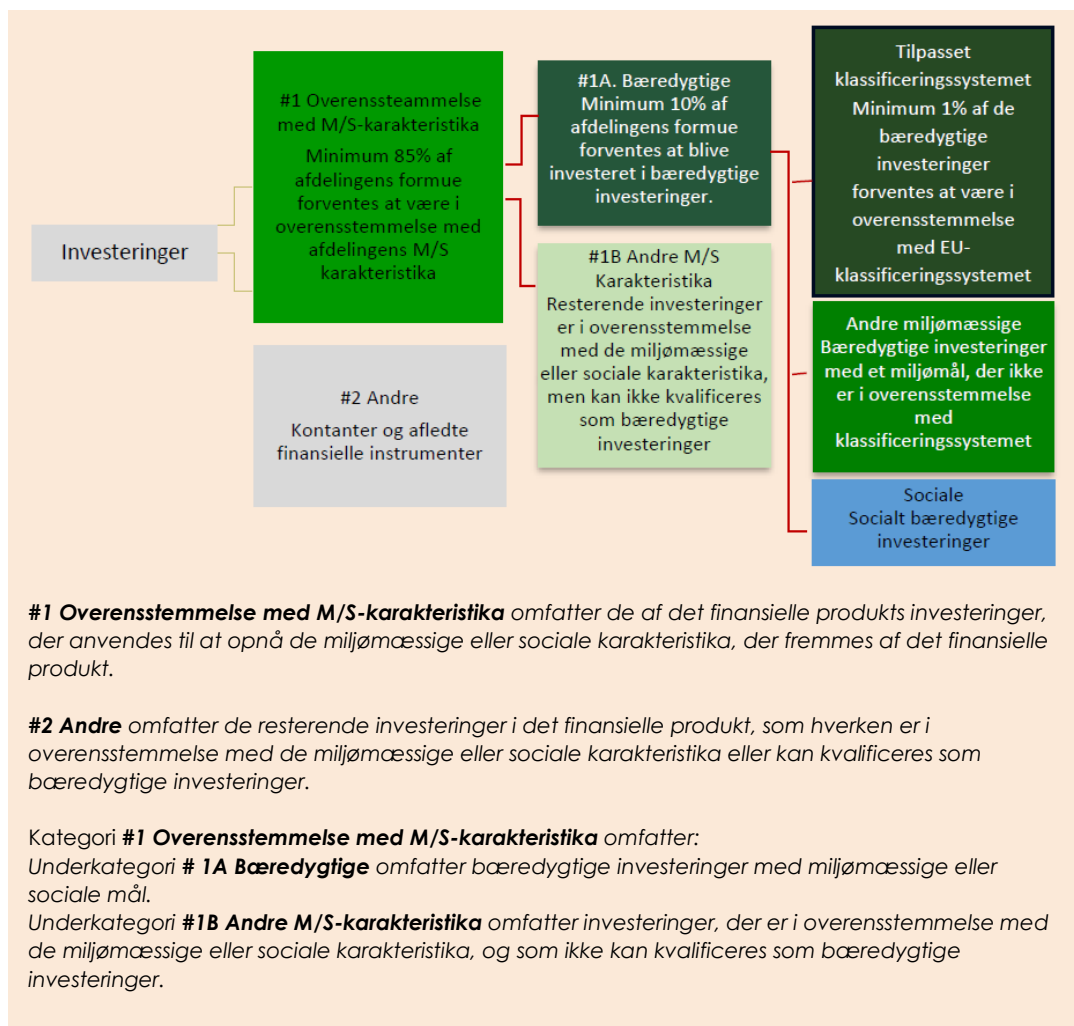 Investeringer
#1 Overenssteammelse
med M/S-karakteristika
Minimum 85% af
afdelingens formue
forventes at være i
overensstemmelse med
afdelingens M/S
karakteristika
#2 Andre
Kontanter og afledte
finansielle instrumenter
#1A. Bæredygtige
Minimum 10% af
afdelingens formue
forventes at blive
investeret i bæredygtige
investeringer.
#1B Andre M/S
Karakteristika
Resterende investeringer
er i overensstemmelse
med de miljømæssige
eller sociale karakteristika,
men kan ikke kvalificeres
som bæredygtige
investeringer
Tilpasset
klassificeringssystemet
Minimum 1% af de
bæredygtige
investeringer
forventes at være i
overensstemmelse
med EU-
klassificeringssystemet
Andre miljømæssige
Bæredygtige investeringer
med et miljømål, der ikke
er i overensstemmelse
med
klassificeringssystemet
Sociale
Socialt bæredygtige
investeringer
#1 Overensstemmelse med M/S-karakteristika omfatter de af det finansielle produkts investeringer,
der anvendes til at opnå de miljømæssige eller sociale karakteristika, der fremmes af det finansielle
produkt.
#2 Andre omfatter de resterende investeringer i det finansielle produkt, som hverken er i
overensstemmelse med de miljømæssige eller sociale karakteristika eller kan kvalificeres som
bæredygtige investeringer.
Kategori #1 Overensstemmelse med M/S-karakteristika omfatter:
Underkategori # 1A Bæredygtige omfatter bæredygtige investeringer med miljømæssige eller
sociale mål.
Underkategori #1B Andre M/S-karakteristika omfatter investeringer, der er i overensstemmelse med
de miljømæssige eller sociale karakteristika, og som ikke kan kvalificeres som bæredygtige
investeringer.